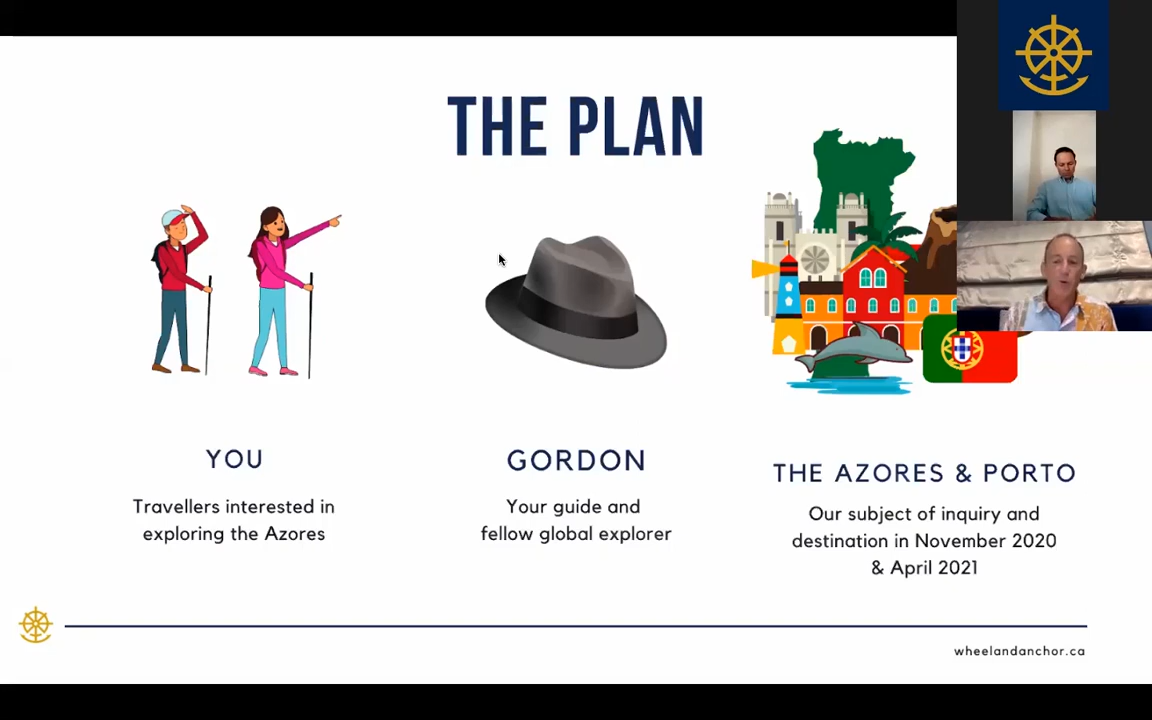 THE PLAN
YOU
Travellers interested in
exploring the Azores
GORDON
Your guide and
fellow global explorer
THE AZORES & PORTO
Our subject of inquiry and
destination in November 2020
& April 2021
wheelandanchor.ca